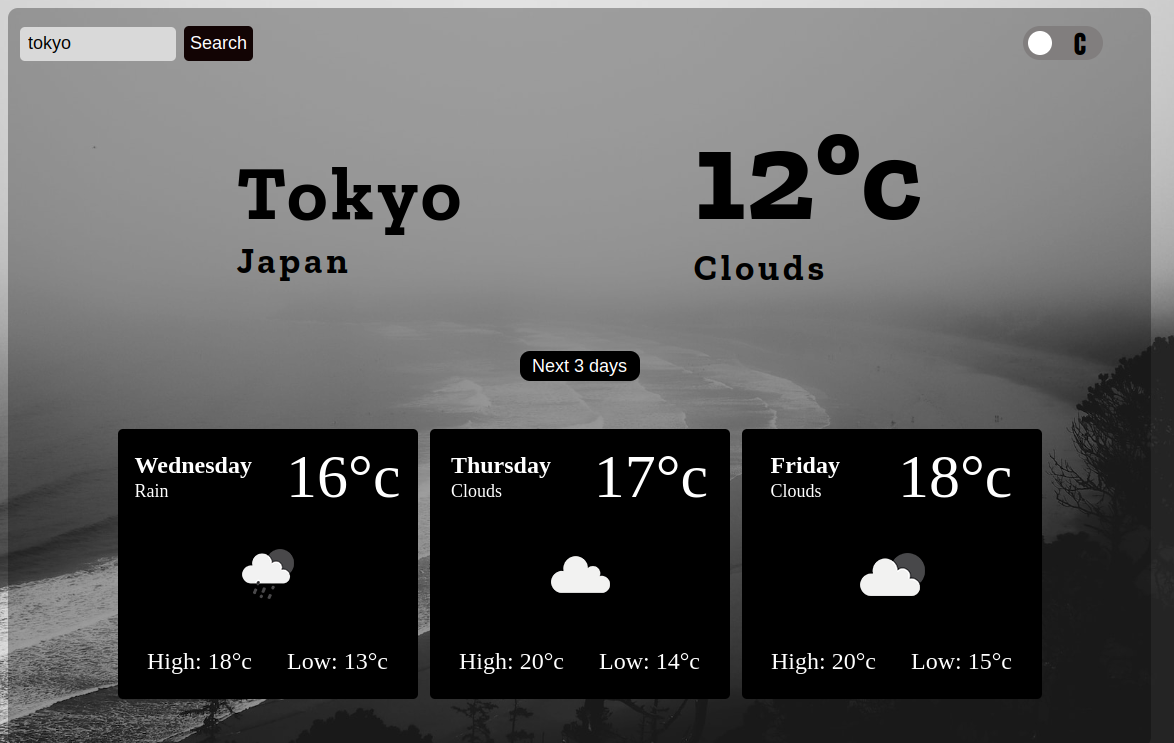 tokyo Search C
Tokyo 12°c
Japan Clouds
Next 3 days
Wednesday 16°c
Rain
High: 18°c Low: 13°c
Thursday 17°c
Clouds
High: 20°c Low: 14°c
Friday 18°c
Clouds
High: 20°c Low: 15°c